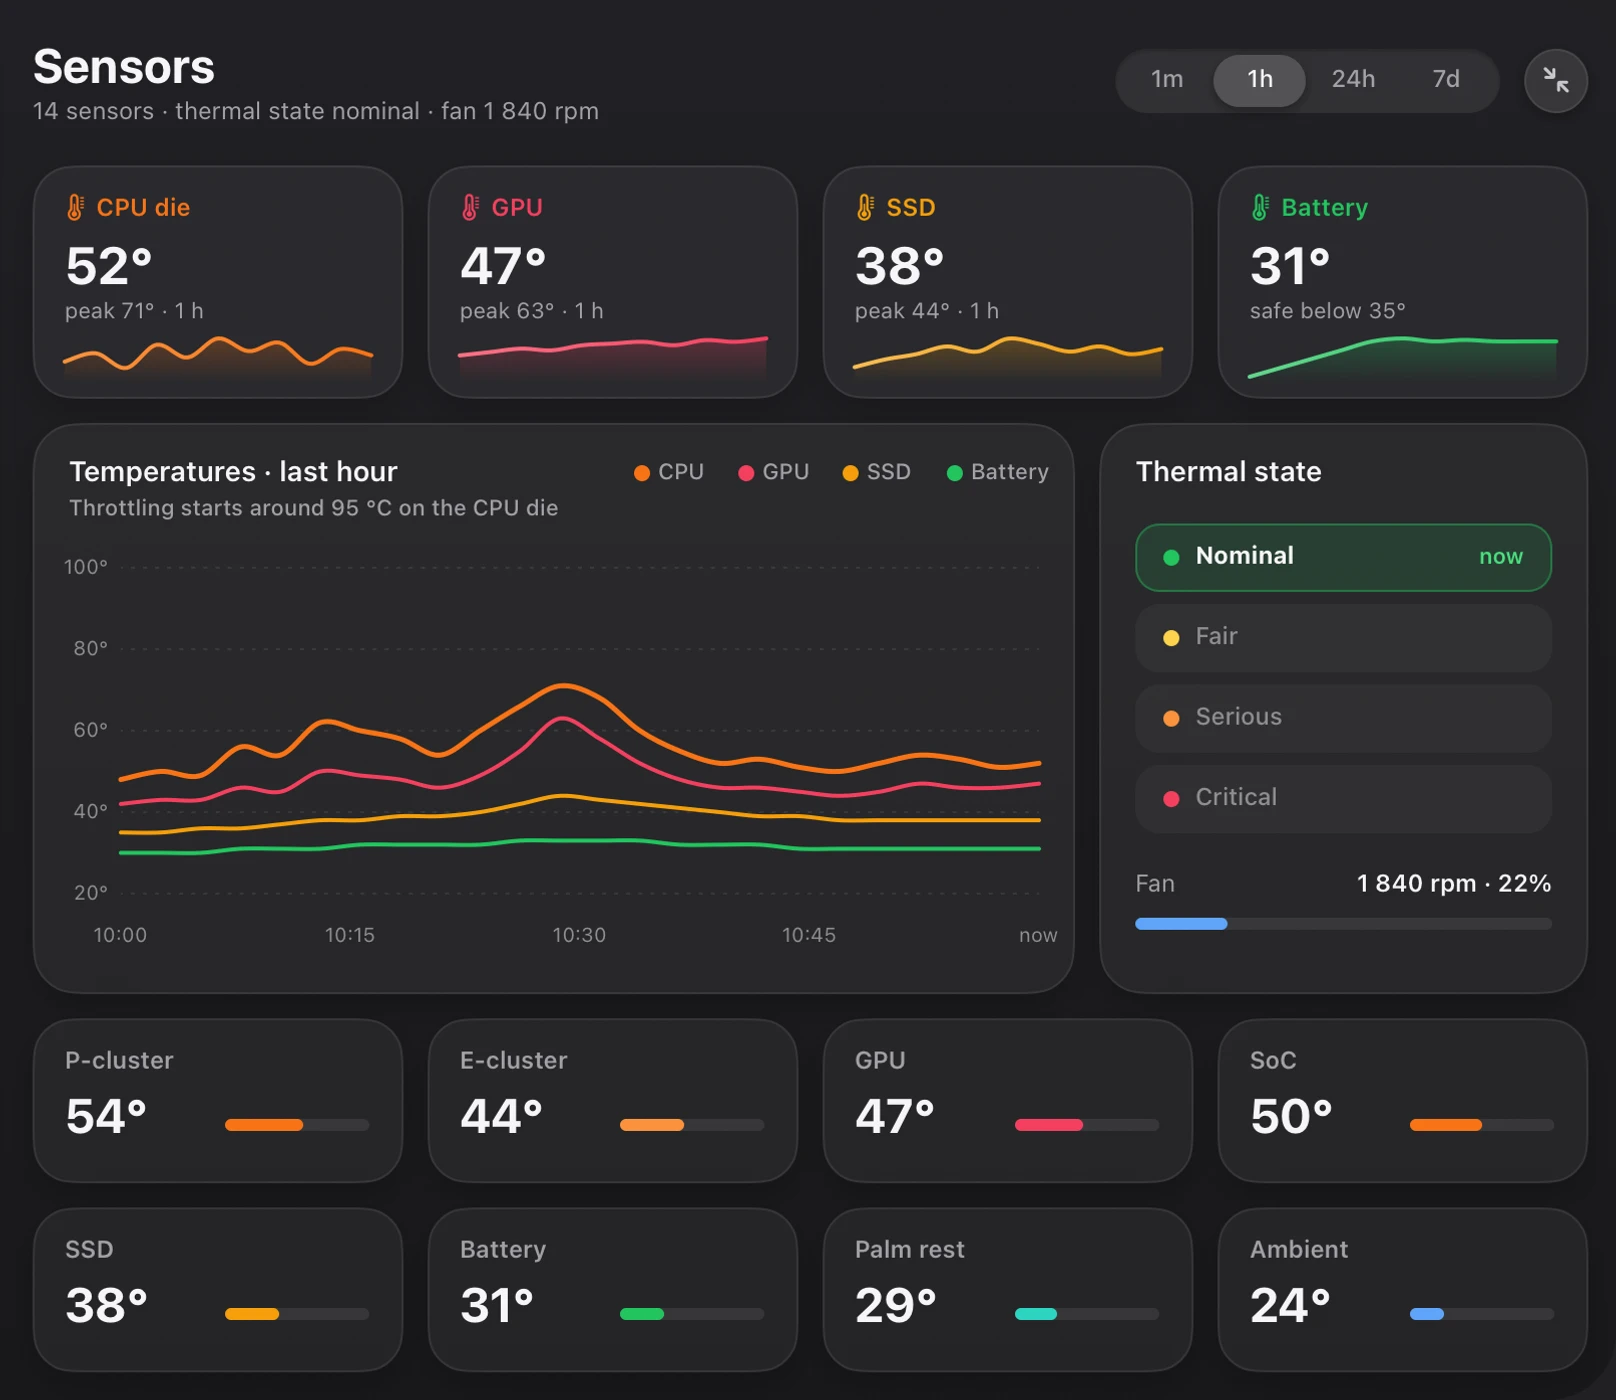 Sensors
14 sensors · thermal state nominal · fan 1 840 rpm
1m 1h 24h 7d
CPU die
52°
peak 71° · 1 h
GPU
47°
peak 63° · 1 h
SSD
38°
peak 44° · 1 h
Battery
31°
safe below 35°
Temperatures · last hour
CPU GPU SSD Battery
Throttling starts around 95 °C on the CPU die
100°
80°
60°
40°
20°
10:00 10:15 10:30 10:45 now
Thermal state
Nominal now
Fair
Serious
Critical
Fan 1 840 rpm · 22%
P-cluster
54°
E-cluster
44°
GPU
47°
SoC
50°
SSD
38°
Battery
31°
Palm rest
29°
Ambient
24°